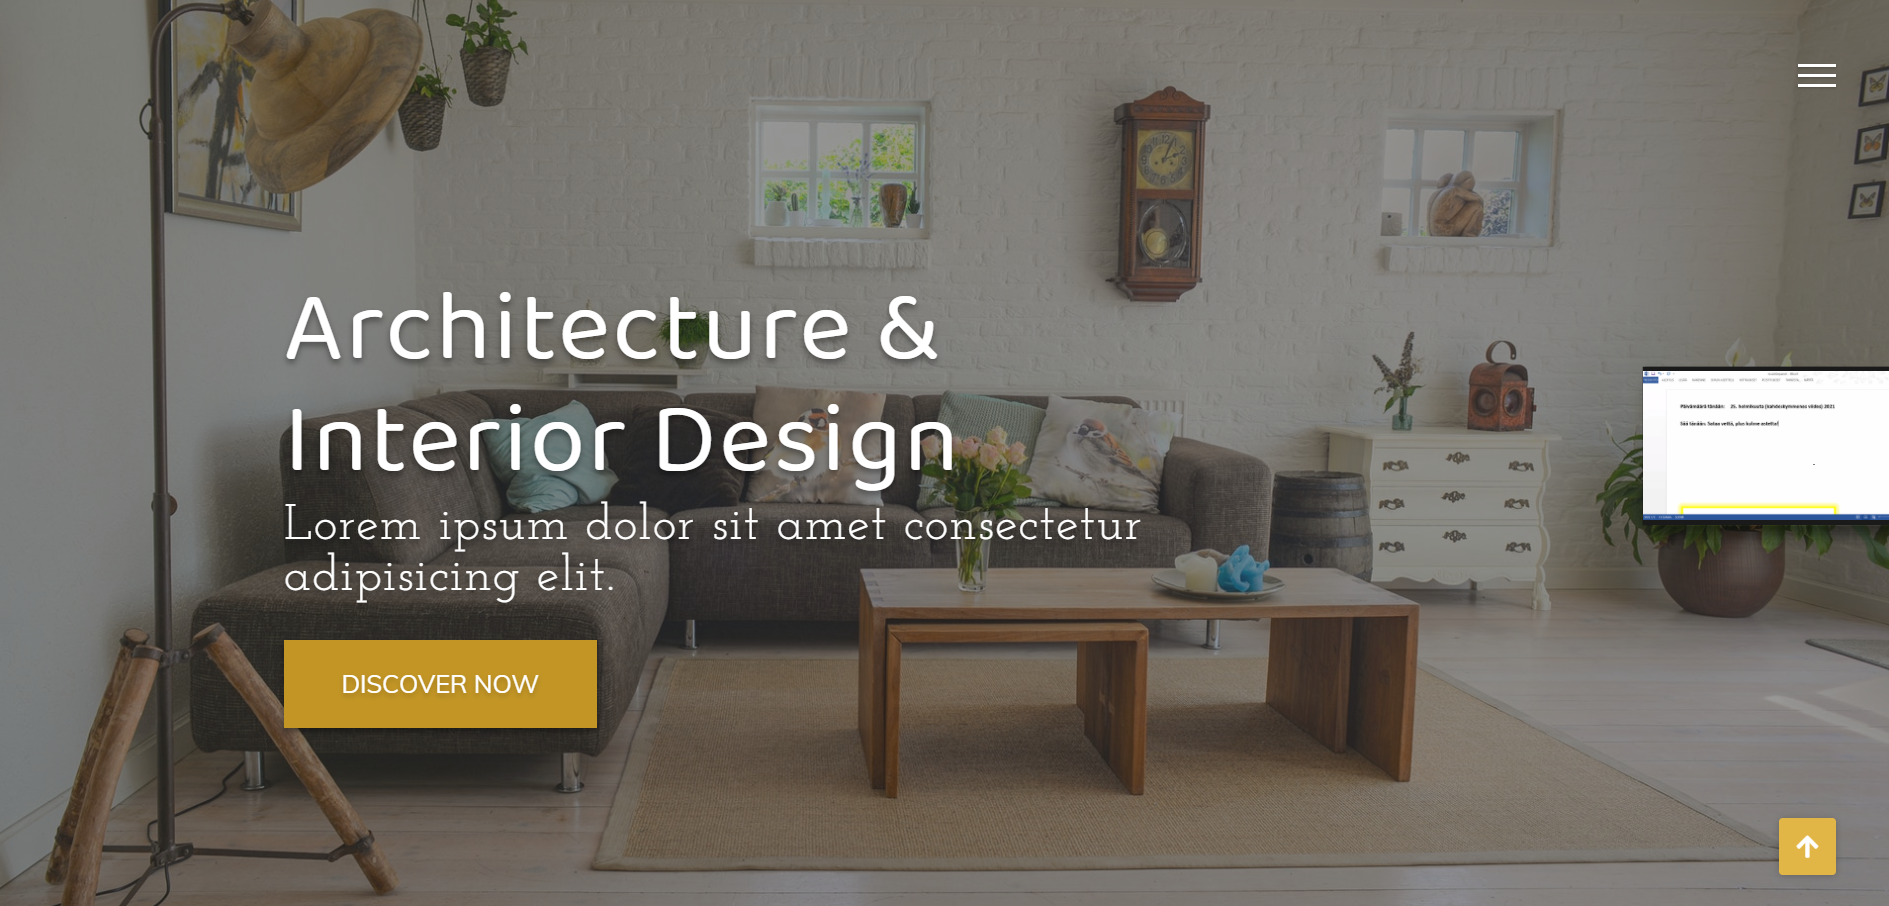 Architecture &
Interior Design
Lorem ipsum dolor sit amet consectetur
adipisicing elit.
DISCOVER NOW
Päivämäärä tänään: 25. helmikuuta (kahdeskymmenes viides) 2021
Sää tänään: Sataa vettä, plus kolme astetta!